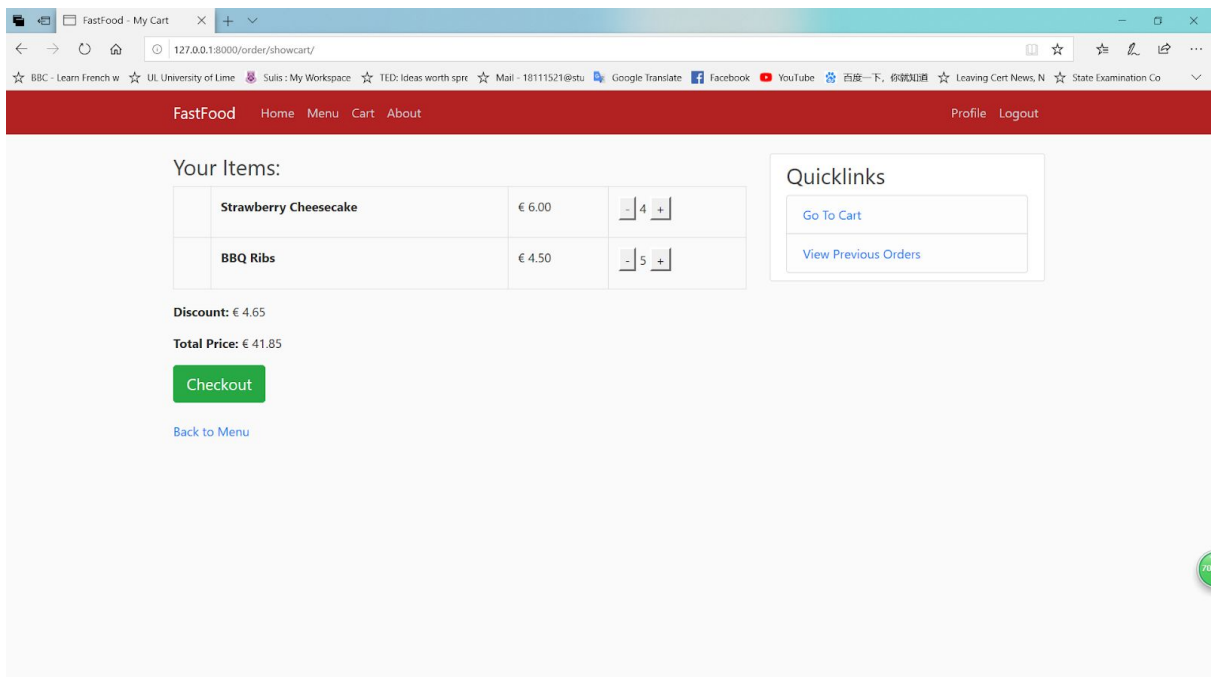 FastFood - My Cart
127.0.0.1:8000/order/showcart/
BBC - Learn French w UL University of Lime Sulis : My Workspace TED: Ideas worth spre Mail - 18111521@stu Google Translate Facebook YouTube 百度一下，你就知道 Leaving Cert News, N State Examination Co
FastFood Home Menu Cart About Profile Logout
Your Items:
Strawberry Cheesecake € 6.00 - 4 +
BBQ Ribs € 4.50 - 5 +
Discount: € 4.65
Total Price: € 41.85
Checkout
Back to Menu
Quicklinks
Go To Cart
View Previous Orders
70